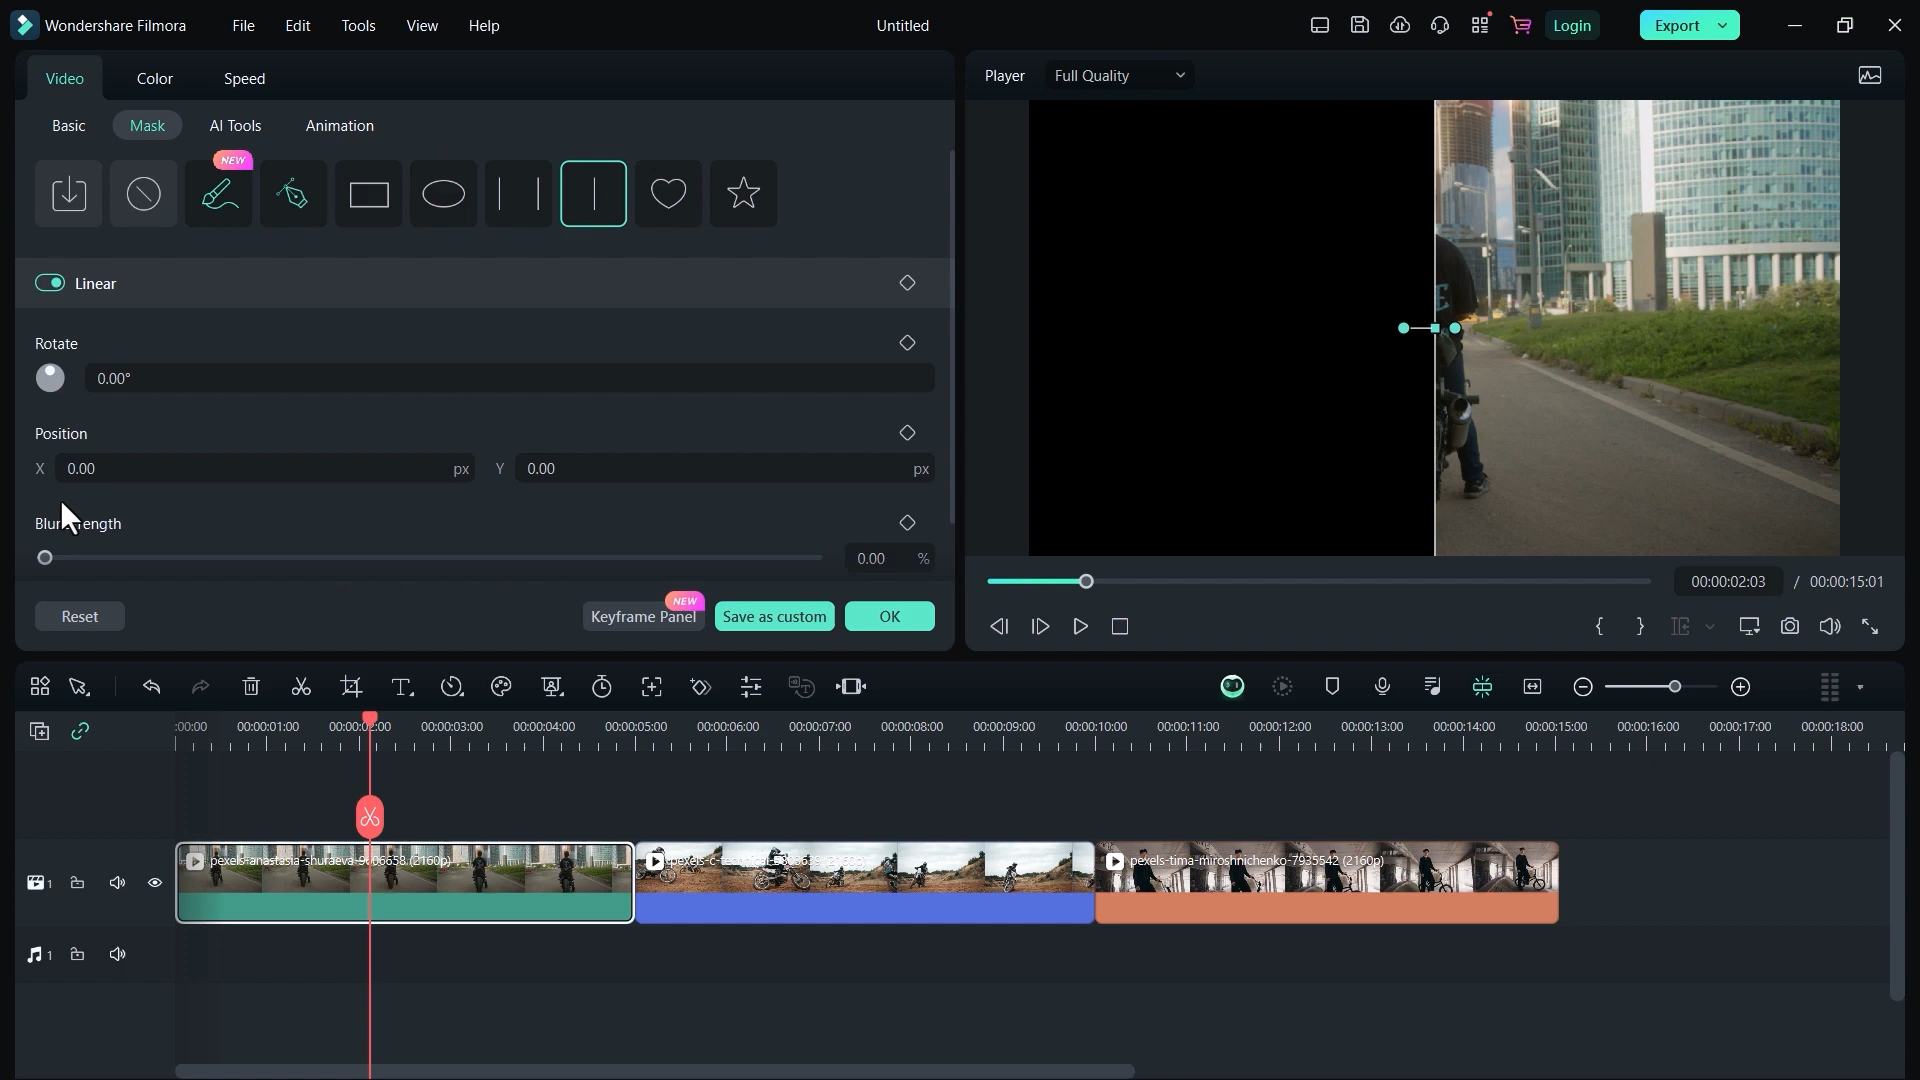 Wondershare Filmora File Edit Tools View Help Untitled Login Export
Video Color Speed
Player Full Quality
Basic Mask AI Tools Animation
NEW
Linear
Rotate
0.00°
Position
X 0.00 px Y 0.00 px
0.00 %
00:00:02:03 / 00:00:15:01
NEW
Reset Keyframe Panel Save as custom OK
:00:00 00:00:01:00 00:00:02:00 00:00:03:00 00:00:04:00 00:00:05:00 00:00:06:00 00:00:07:00 00:00:08:00 00:00:09:00 00:00:10:00 00:00:11:00 00:00:12:00 00:00:13:00 00:00:14:00 00:00:15:00 00:00:16:00 00:00:17:00 00:00:18:00
pexels-tima-miroshnichenko-7935542 (2160p)
1
1